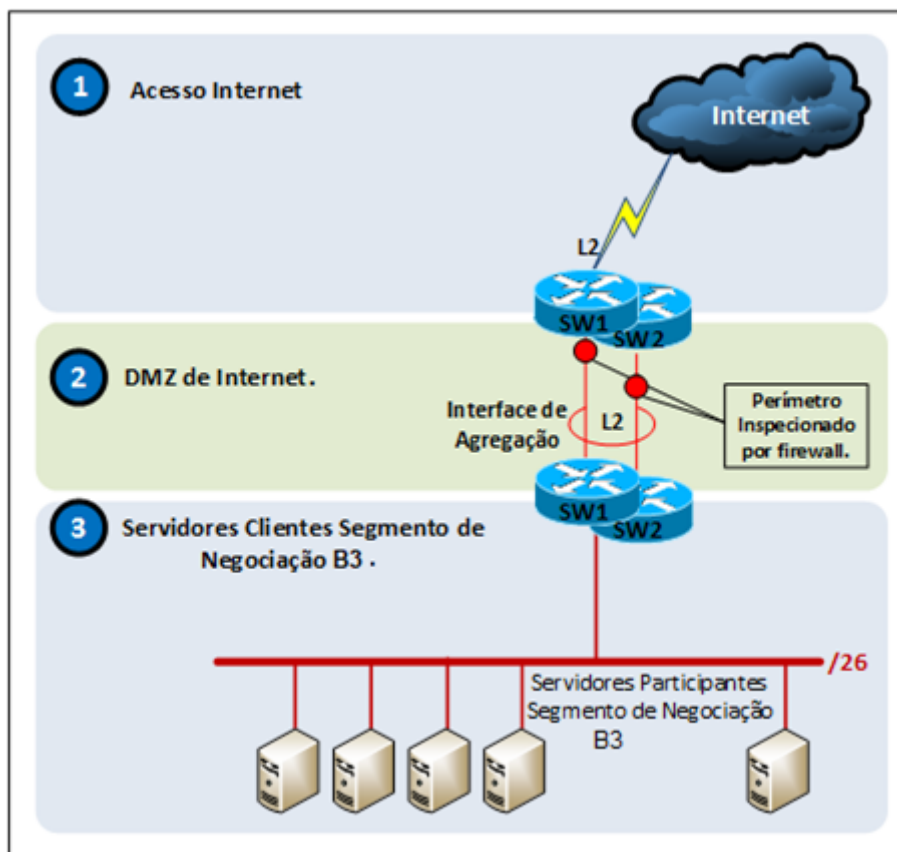 1
Acesso Internet
Internet
L2
SW1
SW2
2
DMZ de Internet.
Interface de
Agregação
L2
Perímetro
Inspecionado
por firewall.
SW1
SW2
3
Servidores Clientes Segmento de
Negociação B3 .
/26
Servidores Participantes
Segmento de Negociação
B3